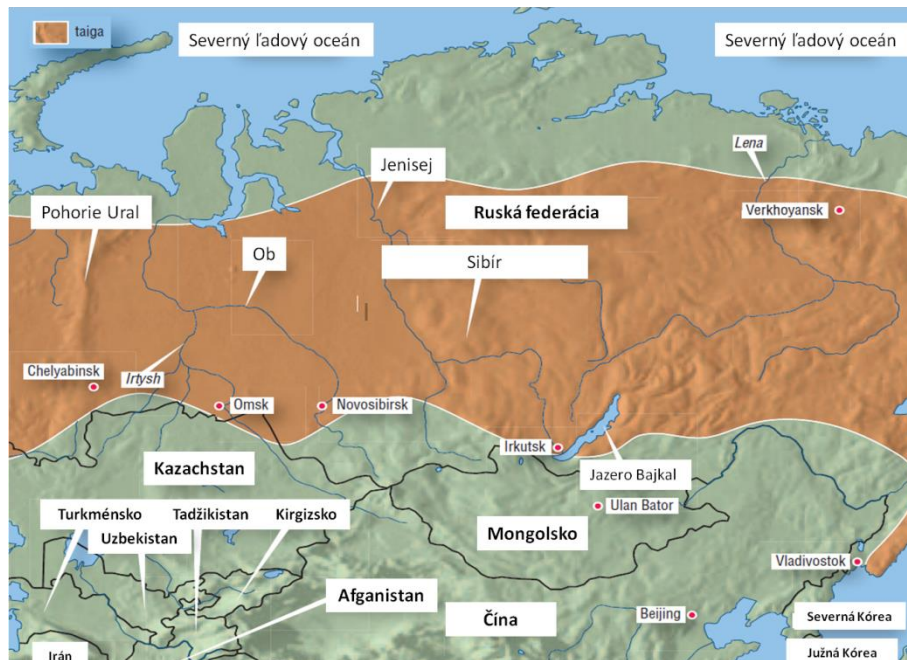 taiga
Severný ľadový oceán
Severný ľadový oceán
Lena
Jenisej
Pohorie Ural
Ruská federácia
Verkhoyansk
Ob
Sibír
Chelyabinsk
Irtysh
Omsk
Novosibirsk
Irkutsk
Kazachstan
Jazero Bajkal
Turkménsko
Tadžikistan
Kirgizsko
Ulan Bator
Uzbekistan
Mongolsko
Vladivostok
Afganistan
Čína
Beijing
Severná Kórea
Irán
Južná Kórea